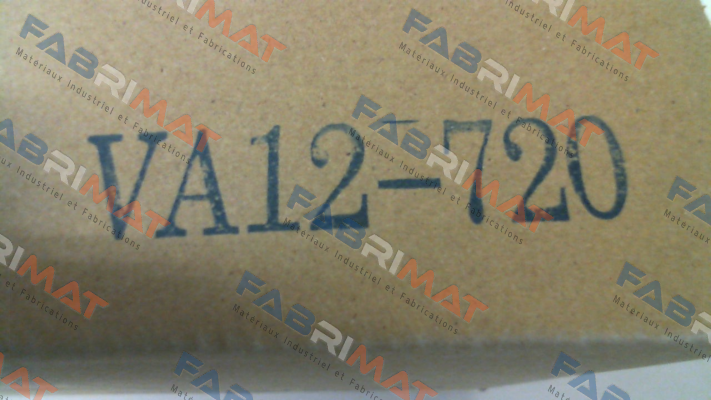 VA12-720
FABRIMAT
Materiaux Industriel et Fabrications